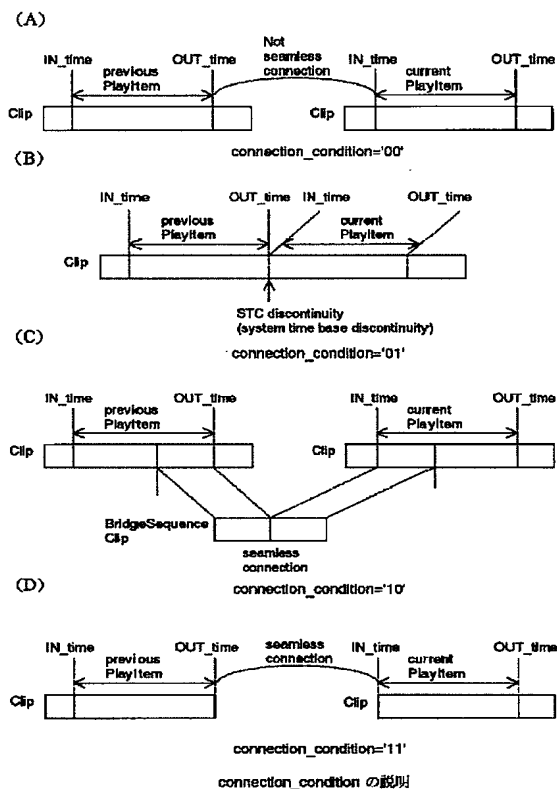 (A)
Not
seamless
connection
IN_time
OUT_time
IN_time
OUT_time
previous
PlayItem
current
PlayItem
Clip
Clip
connection_condition='00'
(B)
IN_time
OUT_time
IN_time
OUT_time
previous
PlayItem
current
PlayItem
Clip
STC discontinuity
(system time base discontinuity)
connection_condition='01'
(C)
IN_time
OUT_time
IN_time
OUT_time
previous
PlayItem
current
PlayItem
Clip
Clip
BridgeSequence
Clip
seamless
connection
connection_condition='10'
(D)
seamless
connection
IN_time
OUT_time
IN_time
OUT_time
previous
PlayItem
current
PlayItem
Clip
Clip
connection_condition='11'
connection_condition の説明